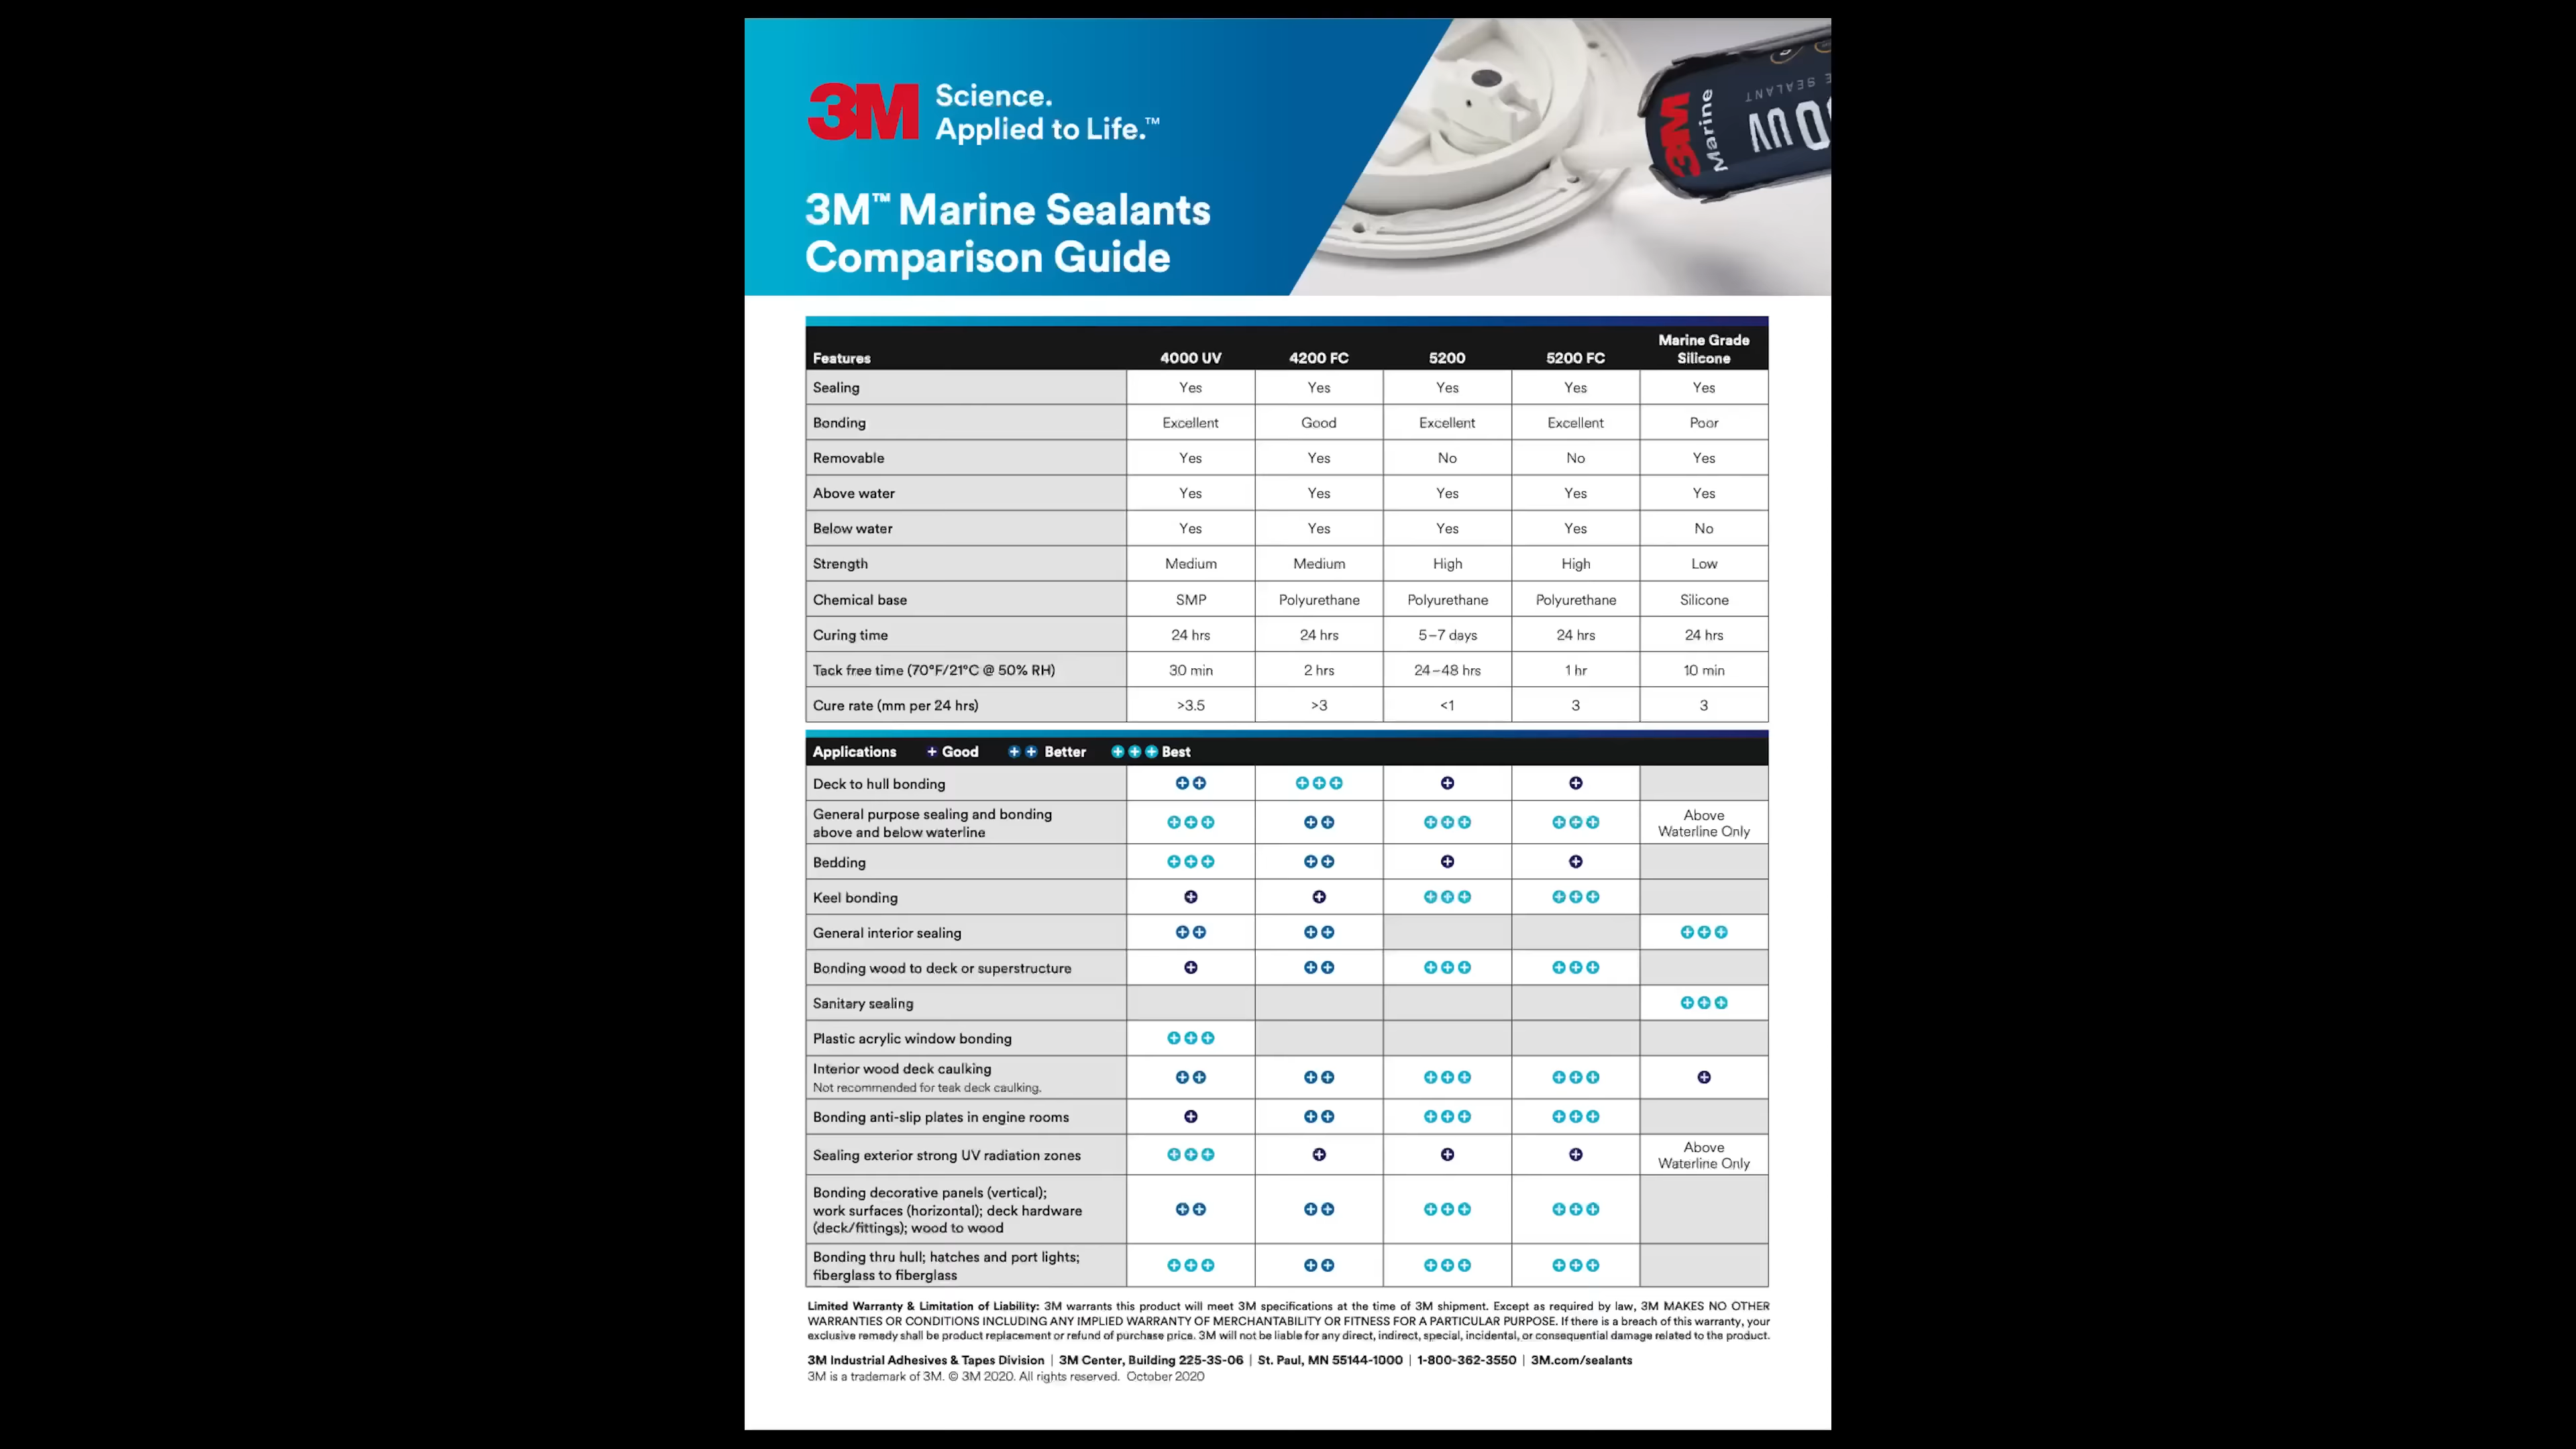 3M Science.
Applied to Life.™
3M™ Marine Sealants
Comparison Guide
3M
Marine
SEALANT
UV
Features 4000 UV 4200 FC 5200 5200 FC Marine Grade Silicone
Sealing Yes Yes Yes Yes Yes
Bonding Excellent Good Excellent Excellent Poor
Removable Yes Yes No No Yes
Above water Yes Yes Yes Yes Yes
Below water Yes Yes Yes Yes No
Strength Medium Medium High High Low
Chemical base SMP Polyurethane Polyurethane Polyurethane Silicone
Curing time 24 hrs 24 hrs 5–7 days 24 hrs 24 hrs
Tack free time (70°F/21°C @ 50% RH) 30 min 2 hrs 24–48 hrs 1 hr 10 min
Cure rate (mm per 24 hrs) >3.5 >3 <1 3 3
Applications + Good ++ Better +++ Best
Deck to hull bonding ++ +++ + +
General purpose sealing and bonding
above and below waterline +++ ++ +++ +++ Above Waterline Only
Bedding +++ ++ + +
Keel bonding + + +++ +++
General interior sealing ++ ++ +++
Bonding wood to deck or superstructure + ++ +++ +++
Sanitary sealing +++
Plastic acrylic window bonding +++
Interior wood deck caulking
Not recommended for teak deck caulking. ++ ++ +++ +++ +
Bonding anti-slip plates in engine rooms + ++ +++ +++
Sealing exterior strong UV radiation zones +++ + + + Above Waterline Only
Bonding decorative panels (vertical);
work surfaces (horizontal); deck hardware
(deck/fittings); wood to wood ++ ++ +++ +++
Bonding thru hull; hatches and port lights;
fiberglass to fiberglass +++ ++ +++ +++
Limited Warranty & Limitation of Liability: 3M warrants this product will meet 3M specifications at the time of 3M shipment. Except as required by law, 3M MAKES NO OTHER
WARRANTIES OR CONDITIONS INCLUDING ANY IMPLIED WARRANTY OF MERCHANTABILITY OR FITNESS FOR A PARTICULAR PURPOSE. If there is a breach of this warranty, your
exclusive remedy shall be product replacement or refund of purchase price. 3M will not be liable for any direct, indirect, special, incidental, or consequential damage related to the product.
3M Industrial Adhesives & Tapes Division | 3M Center, Building 225-3S-06 | St. Paul, MN 55144-1000 | 1-800-362-3550 | 3M.com/sealants
3M is a trademark of 3M. © 3M 2020. All rights reserved. October 2020